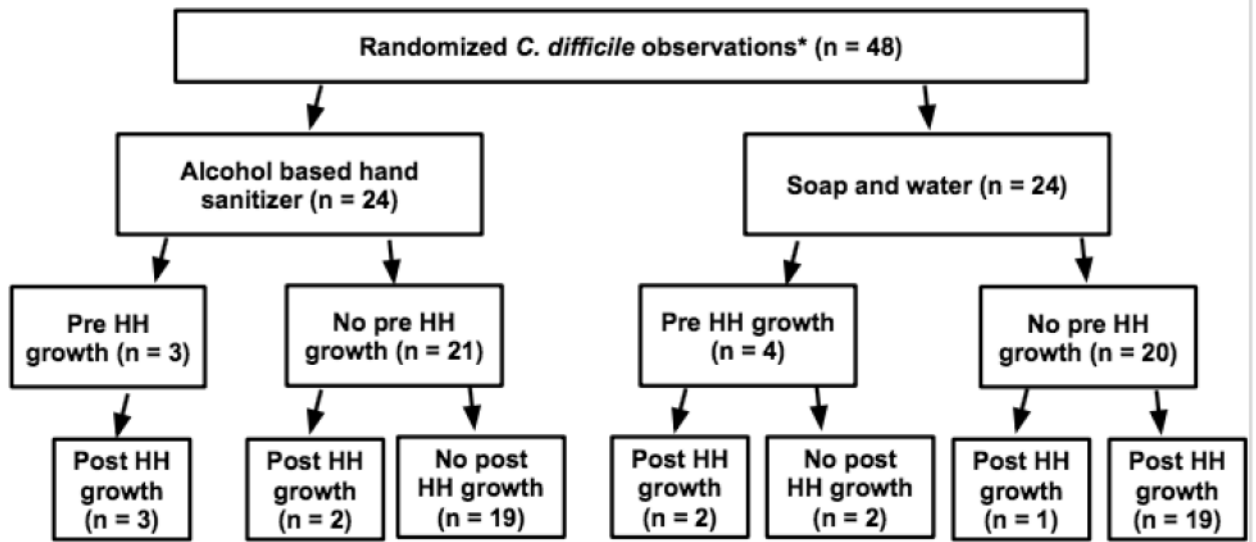 Randomized C. difficile observations* (n = 48)
Alcohol based hand
sanitizer (n = 24)
Soap and water (n = 24)
Pre HH
growth (n = 3)
No pre HH
growth (n = 21)
Pre HH growth
(n = 4)
No pre HH
growth (n = 20)
Post HH
growth
(n = 3)
Post HH
growth
(n = 2)
No post
HH growth
(n = 19)
Post HH
growth
(n = 2)
No post
HH growth
(n = 2)
Post HH
growth
(n = 1)
Post HH
growth
(n = 19)